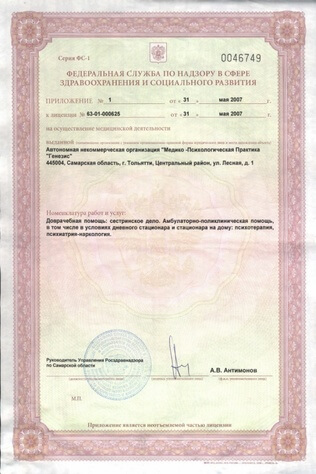 Серия ФС-1
0046749
ФЕДЕРАЛЬНАЯ СЛУЖБА ПО НАДЗОРУ В СФЕРЕ
ЗДРАВООХРАНЕНИЯ И СОЦИАЛЬНОГО РАЗВИТИЯ
ПРИЛОЖЕНИЕ № 1 от « 31 » мая 2007
к лицензии № 63-01-000625 от « 31 » мая 2007
на осуществление медицинской деятельности
ВЫДАННОЙ
Автономная некоммерческая организация "Медико -Психологическая Практика
"Генезис"
445004, Самарская область, г. Тольятти, Центральный район, ул. Лесная, д. 1
Номенклатура работ и услуг
Доврачебная помощь: сестринское дело. Амбулаторно-поликлиническая помощь,
в том числе в условиях дневного стационара и стационара на дому: психотерапия,
психиатрия-наркология.
Руководитель Управления Росздравнадзора
по Самарской области
А.В. Антимонов
М.П.
Приложение является неотъемлемой частью лицензии